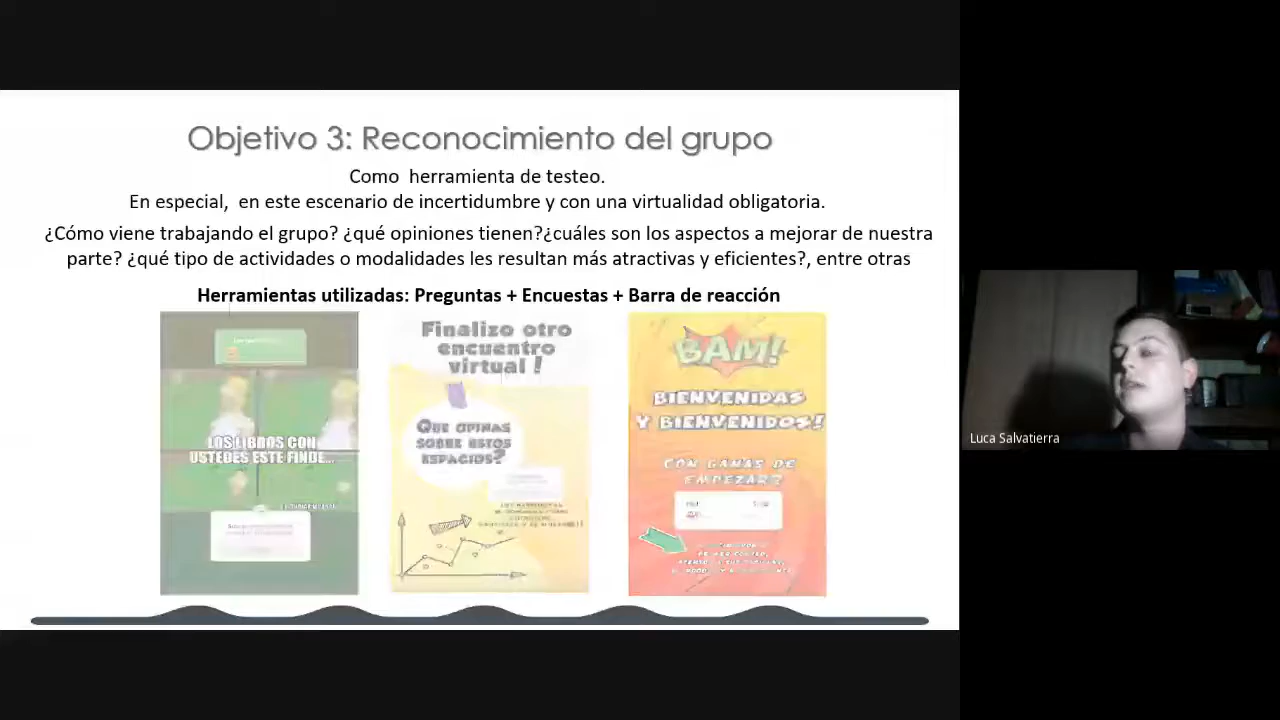 Objetivo 3: Reconocimiento del grupo
Como herramienta de testeo.
En especial, en este escenario de incertidumbre y con una virtualidad obligatoria.
¿Cómo viene trabajando el grupo? ¿qué opiniones tienen?¿cuáles son los aspectos a mejorar de nuestra
parte? ¿qué tipo de actividades o modalidades les resultan más atractivas y eficientes?, entre otras
Herramientas utilizadas: Preguntas + Encuestas + Barra de reacción
LOS LIBROS CON
USTEDES ESTE FINDE...
Finalizo otro
encuentro
virtual !
QUE OPINAS
SOBRE ESTOS
ESPACIOS?
BAM!
BIENVENIDAS
Y BIENVENIDOS!
CON GANAS DE
EMPEZAR?
Luca Salvatierra